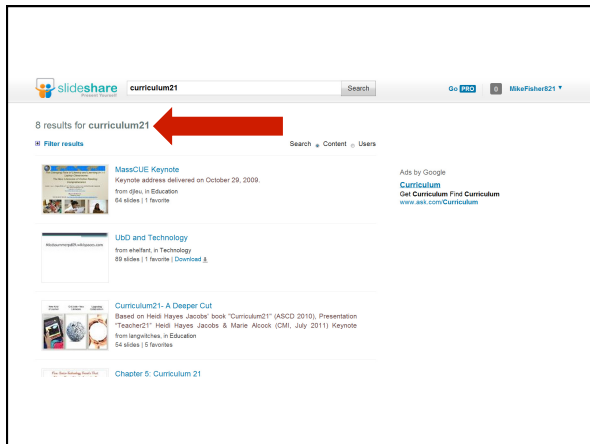 slideshare
Present Yourself
curriculum21
Search
Go PRO
0
MikeFisher821
8 results for curriculum21
Filter results
Search Content Users
MassCUE Keynote
Keynote address delivered on October 29, 2009.
from djleu, in Education
64 slides | 1 favorite
Ads by Google
Curriculum
Get Curriculum Find Curriculum
www.ask.com/Curriculum
UbD and Technology
from ehelfant, in Technology
89 slides | 1 favorite | Download
Curriculum21- A Deeper Cut
Based on Heidi Hayes Jacobs' book "Curriculum21" (ASCD 2010), Presentation
"Teacher21" Heidi Hayes Jacobs & Marie Alcock (CMI, July 2011) Keynote
from langwitches, in Education
54 slides | 5 favorites
Chapter 5: Curriculum 21